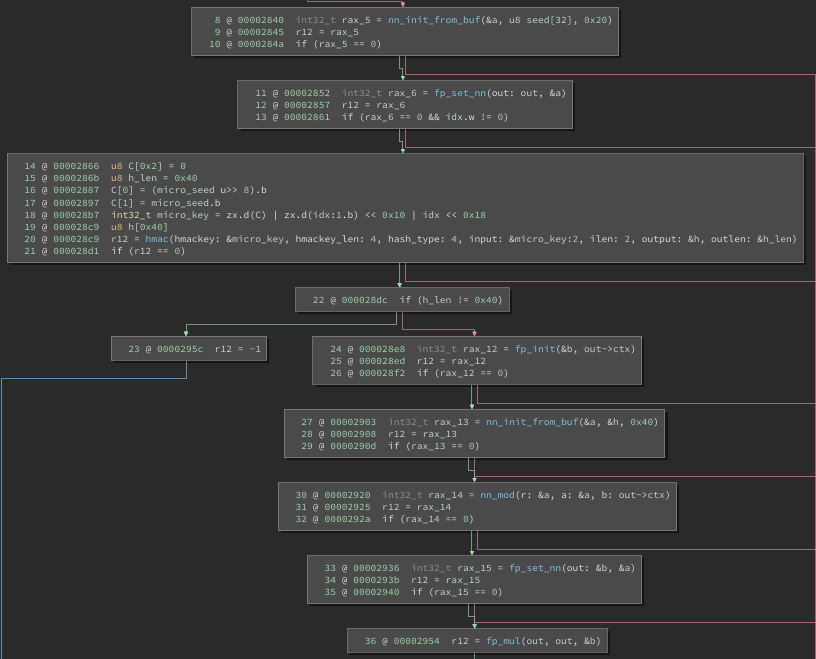 8 @ 00002840  int32_t rax_5 = nn_init_from_buf(&a, u8 seed[32], 0x20)
9 @ 00002845  r12 = rax_5
10 @ 0000284a  if (rax_5 == 0)
11 @ 00002852  int32_t rax_6 = fp_set_nn(out: out, &a)
12 @ 00002857  r12 = rax_6
13 @ 00002861  if (rax_6 == 0 && idx.w != 0)
14 @ 00002866  u8 C[0x2] = 0
15 @ 0000286b  u8 h_len = 0x40
16 @ 00002887  C[0] = (micro_seed u>> 8).b
17 @ 00002897  C[1] = micro_seed.b
18 @ 000028b7  int32_t micro_key = zx.d(C) | zx.d(idx:1.b) << 0x10 | idx << 0x18
19 @ 000028c9  u8 h[0x40]
20 @ 000028c9  r12 = hmac(hmackey: &micro_key, hmackey_len: 4, hash_type: 4, input: &micro_key:2, ilen: 2, output: &h, outlen: &h_len)
21 @ 000028d1  if (r12 == 0)
22 @ 000028dc  if (h_len != 0x40)
23 @ 0000295c  r12 = -1
24 @ 000028e8  int32_t rax_12 = fp_init(&b, out->ctx)
25 @ 000028ed  r12 = rax_12
26 @ 000028f2  if (rax_12 == 0)
27 @ 00002903  int32_t rax_13 = nn_init_from_buf(&a, &h, 0x40)
28 @ 00002908  r12 = rax_13
29 @ 0000290d  if (rax_13 == 0)
30 @ 00002920  int32_t rax_14 = nn_mod(r: &a, a: &a, b: out->ctx)
31 @ 00002925  r12 = rax_14
32 @ 0000292a  if (rax_14 == 0)
33 @ 00002936  int32_t rax_15 = fp_set_nn(out: &b, &a)
34 @ 0000293b  r12 = rax_15
35 @ 00002940  if (rax_15 == 0)
36 @ 00002954  r12 = fp_mul(out, out, &b)